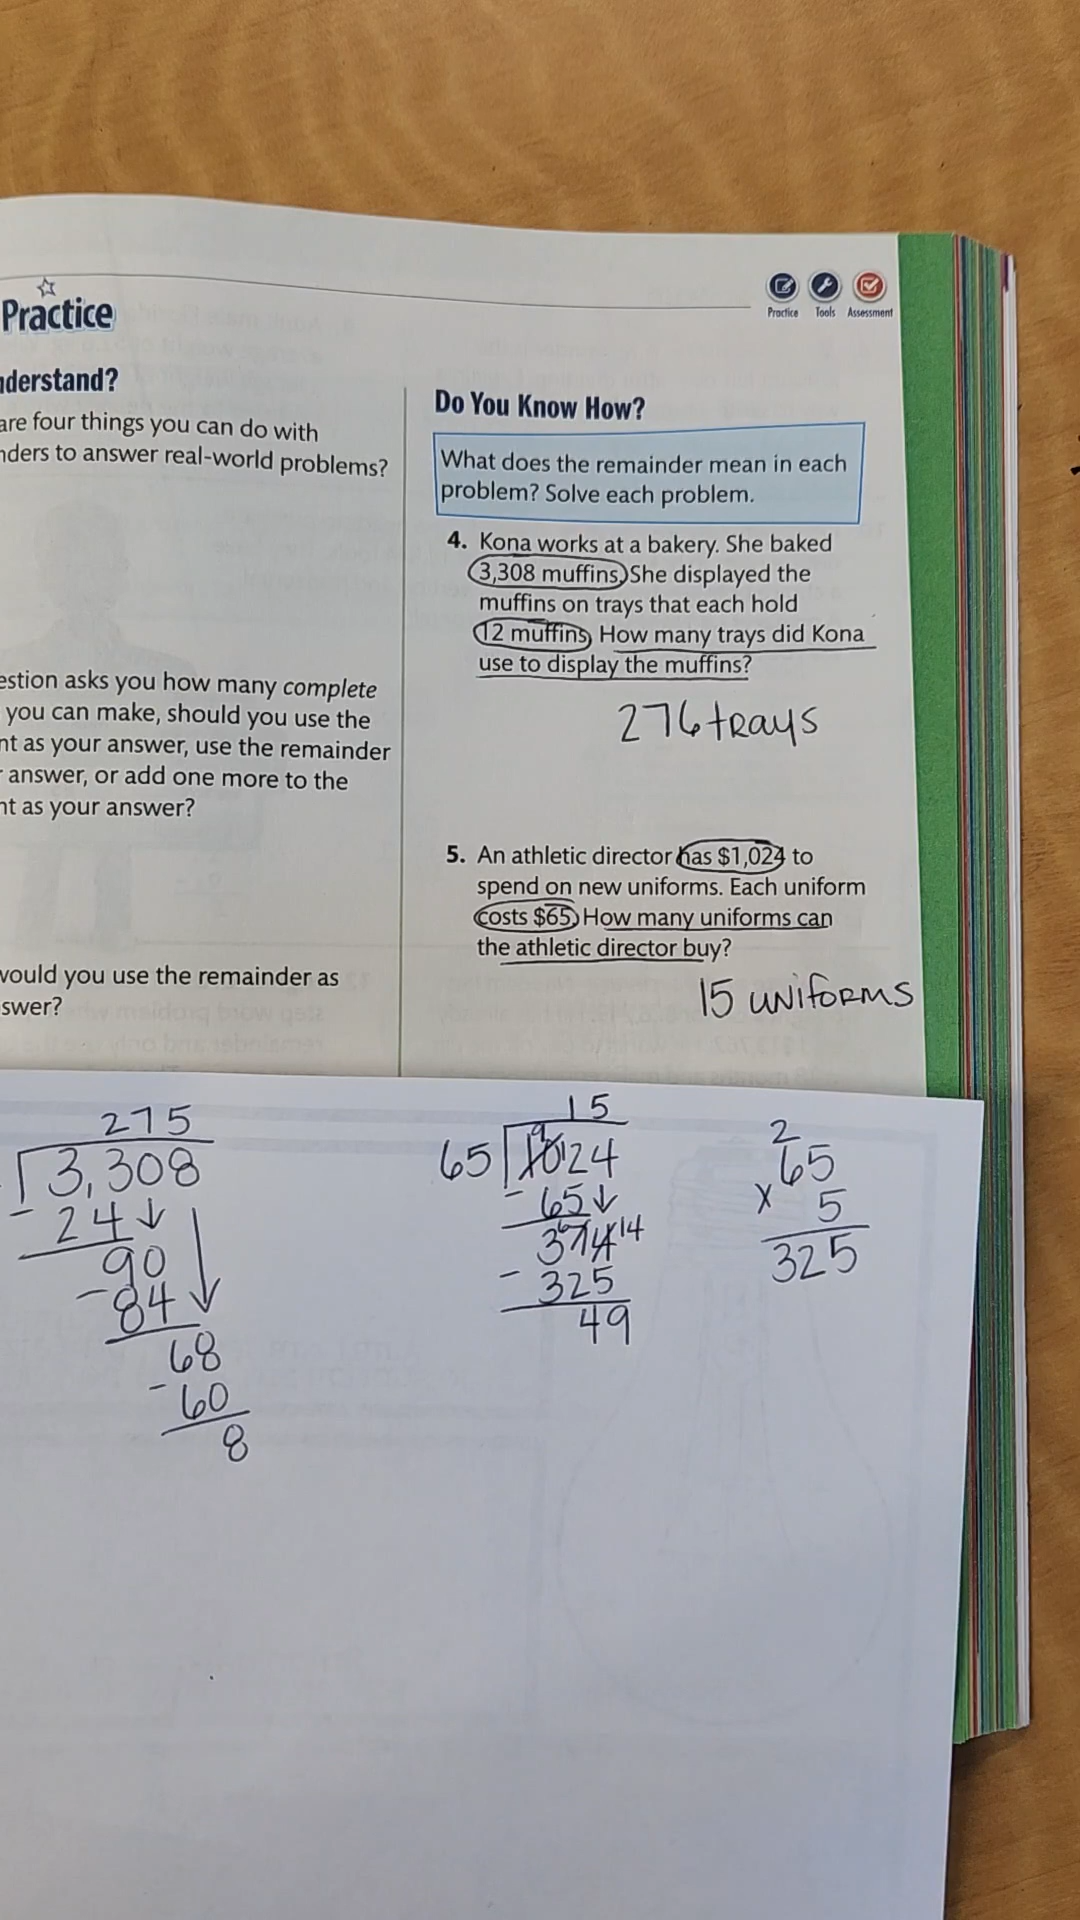 Practice
Practice Tools Assessment
nderstand?
are four things you can do with
nders to answer real-world problems?
estion asks you how many complete
you can make, should you use the
nt as your answer, use the remainder
answer, or add one more to the
nt as your answer?
would you use the remainder as
swer?
Do You Know How?
What does the remainder mean in each
problem? Solve each problem.
4. Kona works at a bakery. She baked
3,308 muffins. She displayed the
muffins on trays that each hold
12 muffins. How many trays did Kona
use to display the muffins?
276 trays
5. An athletic director has $1,024 to
spend on new uniforms. Each uniform
costs $65. How many uniforms can
the athletic director buy?
15 uniforms
275
3,308
- 24
90
- 84
68
- 60
8
15
9
65 1024
- 65
6
374 14
- 325
49
2
65
x 5
325